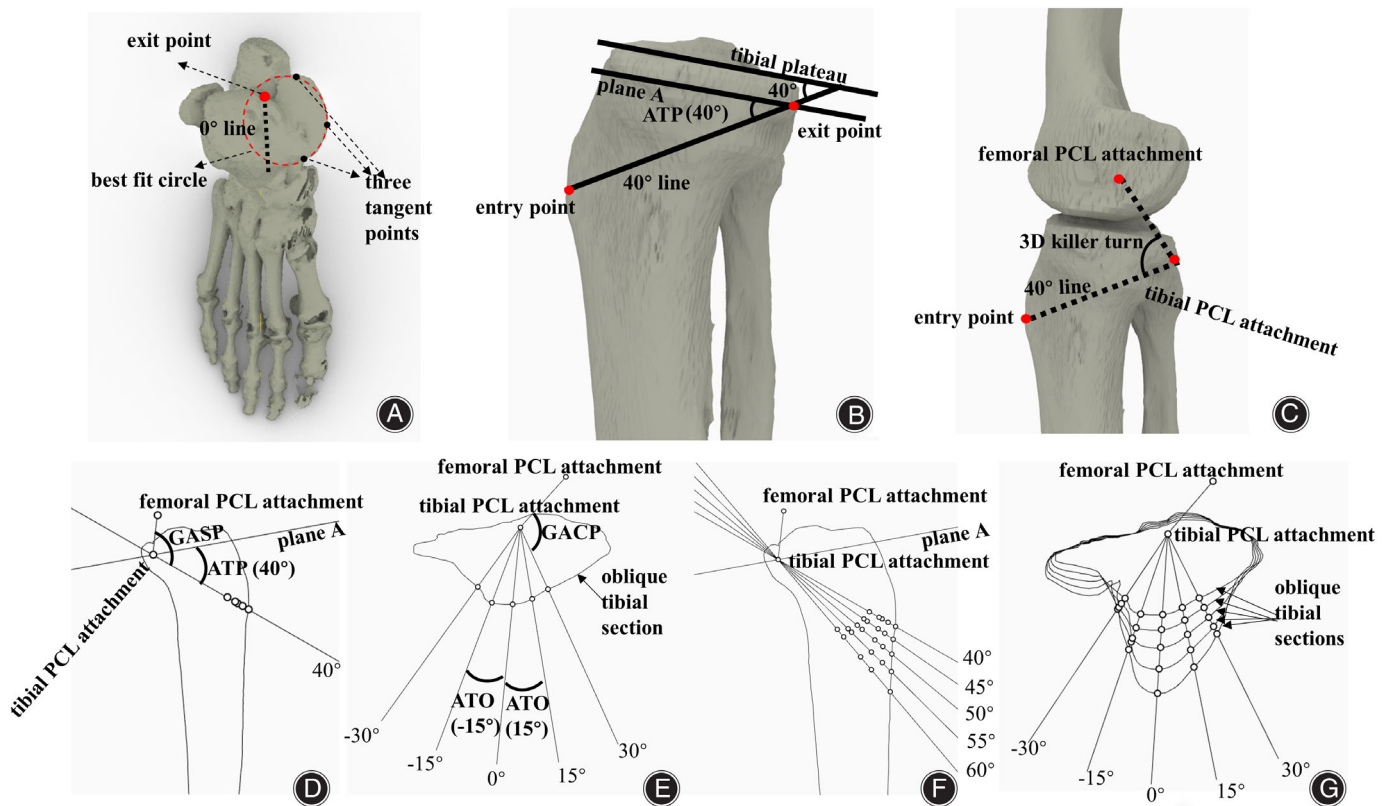 exit point
0° line
best fit circle
three
tangent
points
A
tibial plateau
plane A
40°
ATP (40°)
exit point
40° line
entry point
B
femoral PCL attachment
3D killer turn
40° line
entry point
tibial PCL attachment
C
femoral PCL attachment
GASP
plane A
ATP (40°)
tibial PCL attachment
40°
D
femoral PCL attachment
tibial PCL attachment
GACP
oblique
tibial
section
ATO
(-15°)
ATO
(15°)
-30°
-15°
0°
15°
30°
E
femoral PCL attachment
plane A
tibial PCL attachment
40°
45°
50°
55°
60°
F
femoral PCL attachment
tibial PCL attachment
oblique
tibial
sections
-30°
-15°
0°
15°
30°
G